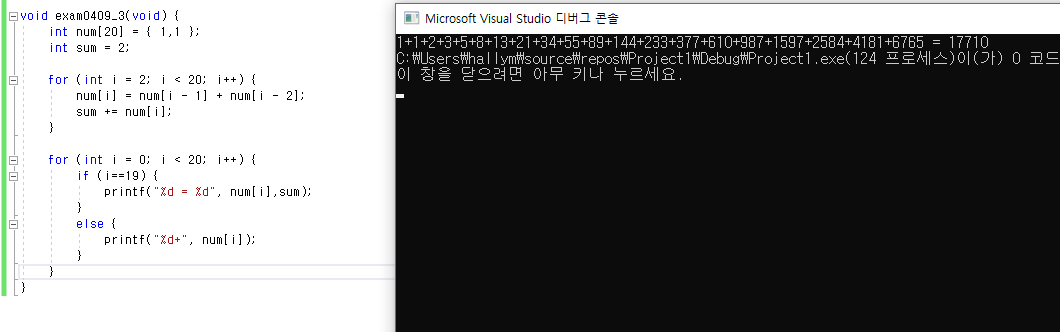 void exam0409_3(void) {
int num[20] = { 1,1 };
int sum = 2;
for (int i = 2; i < 20; i++) {
num[i] = num[i - 1] + num[i - 2];
sum += num[i];
}
for (int i = 0; i < 20; i++) {
if (i==19) {
printf("%d = %d", num[i],sum);
}
else {
printf("%d+", num[i]);
}
}
}
Microsoft Visual Studio 디버그 콘솔
1+1+2+3+5+8+13+21+34+55+89+144+233+377+610+987+1597+2584+4181+6765 = 17710
C:₩Users₩hallym₩source₩repos₩Project1₩Debug₩Project1.exe(124 프로세스)이(가) 0 코드
이 창을 닫으려면 아무 키나 누르세요.